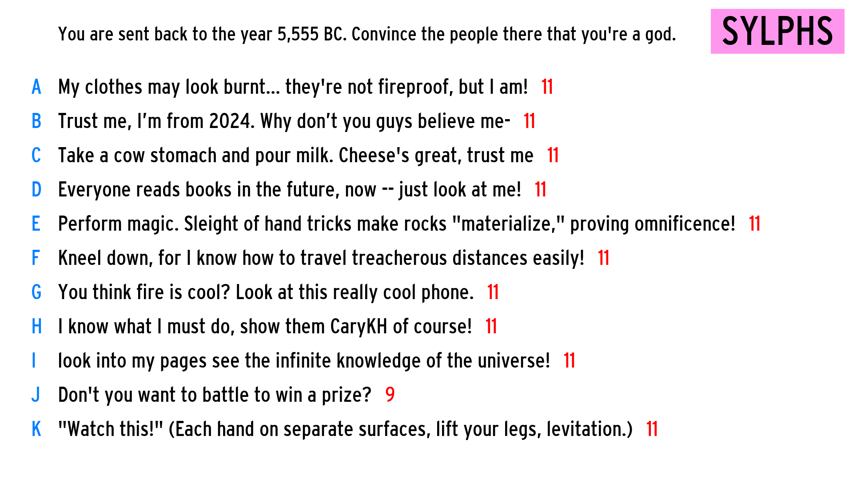 You are sent back to the year 5,555 BC. Convince the people there that you're a god.
SYLPHS
A My clothes may look burnt... they're not fireproof, but I am! 11
B Trust me, I’m from 2024. Why don’t you guys believe me- 11
C Take a cow stomach and pour milk. Cheese's great, trust me 11
D Everyone reads books in the future, now -- just look at me! 11
E Perform magic. Sleight of hand tricks make rocks "materialize," proving omnificence! 11
F Kneel down, for I know how to travel treacherous distances easily! 11
G You think fire is cool? Look at this really cool phone. 11
H I know what I must do, show them CaryKH of course! 11
I look into my pages see the infinite knowledge of the universe! 11
J Don't you want to battle to win a prize? 9
K "Watch this!" (Each hand on separate surfaces, lift your legs, levitation.) 11